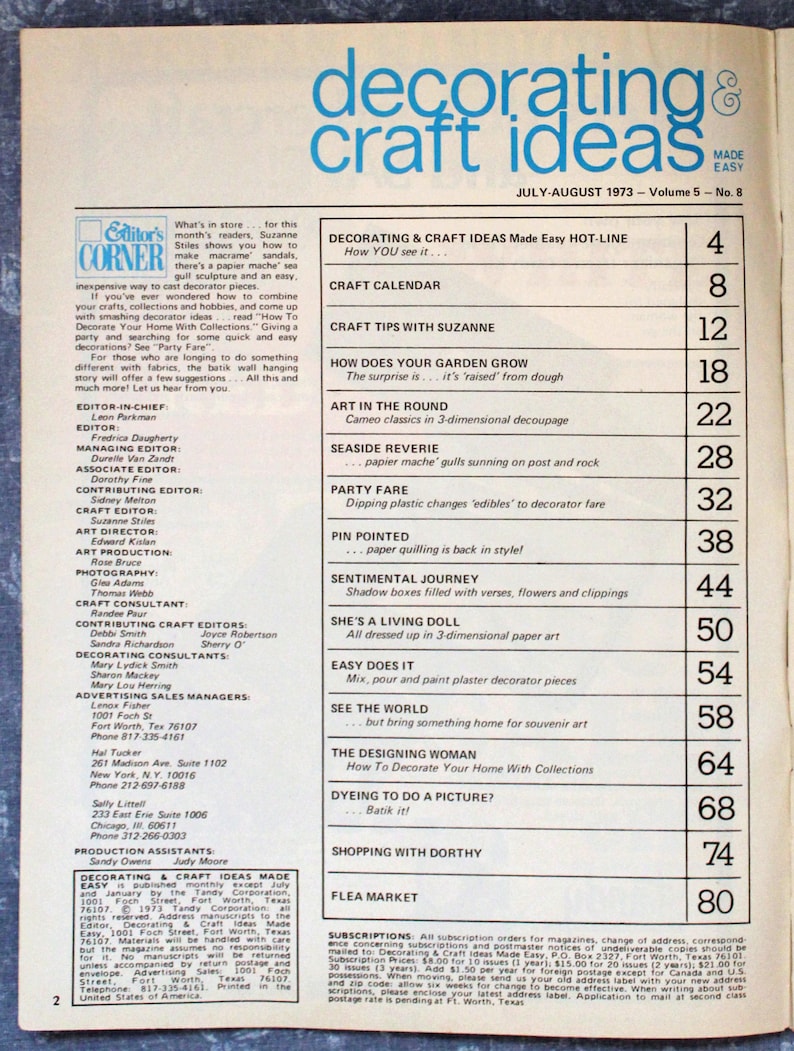 decorating &
craft ideas MADE
EASY
JULY-AUGUST 1973 — Volume 5 — No. 8
Editor's
CORNER
What's in store . . . for this
month's readers, Suzanne
Stiles shows you how to
make macrame' sandals,
there's a papier mache' sea
gull sculpture and an easy,
inexpensive way to cast decorator pieces.
If you've ever wondered how to combine
your crafts, collections and hobbies, and come up
with smashing decorator ideas . . . read "How To
Decorate Your Home With Collections." Giving a
party and searching for some quick and easy
decorations? See "Party Fare".
For those who are longing to do something
different with fabrics, the batik wall hanging
story will offer a few suggestions . . . All this and
much more! Let us hear from you.
EDITOR-IN-CHIEF:
Leon Parkman
EDITOR:
Fredrica Daugherty
MANAGING EDITOR:
Durelle Van Zandt
ASSOCIATE EDITOR:
Dorothy Fine
CONTRIBUTING EDITOR:
Sidney Melton
CRAFT EDITOR:
Suzanne Stiles
ART DIRECTOR:
Edward Kislan
ART PRODUCTION:
Rose Bruce
PHOTOGRAPHY:
Glea Adams
Thomas Webb
CRAFT CONSULTANT:
Randee Paur
CONTRIBUTING CRAFT EDITORS:
Debbi Smith Joyce Robertson
Sandra Richardson Sherry O'
DECORATING CONSULTANTS:
Mary Lydick Smith
Sharon Mackey
Mary Lou Herring
ADVERTISING SALES MANAGERS:
Lenox Fisher
1001 Foch St
Fort Worth, Tex 76107
Phone 817-335-4161
Hal Tucker
261 Madison Ave. Suite 1102
New York, N.Y. 10016
Phone 212-697-6188
Sally Littell
233 East Erie Suite 1006
Chicago, Ill. 60611
Phone 312-266-0303
PRODUCTION ASSISTANTS:
Sandy Owens Judy Moore
DECORATING & CRAFT IDEAS MADE
EASY is published monthly except July
and January by the Tandy Corporation,
1001 Foch Street, Fort Worth, Texas
76107. © 1973 Tandy Corporation: all
rights reserved. Address manuscripts to the
Editor, Decorating & Craft Ideas Made
Easy, 1001 Foch Street, Fort Worth, Texas
76107. Materials will be handled with care
but the magazine assumes no responsibility
for it. No manuscripts will be returned
unless accompanied by return postage and
envelope. Advertising Sales: 1001 Foch
Street, Fort Worth, Texas 76107,
Telephone: 817-335-4161. Printed in the
United States of America.
2
DECORATING & CRAFT IDEAS Made Easy HOT-LINE 4
How YOU see it . . .
CRAFT CALENDAR 8
CRAFT TIPS WITH SUZANNE 12
HOW DOES YOUR GARDEN GROW 18
The surprise is . . . it's 'raised' from dough
ART IN THE ROUND 22
Cameo classics in 3-dimensional decoupage
SEASIDE REVERIE 28
. . . papier mache' gulls sunning on post and rock
PARTY FARE 32
Dipping plastic changes 'edibles' to decorator fare
PIN POINTED 38
. . . paper quilling is back in style!
SENTIMENTAL JOURNEY 44
Shadow boxes filled with verses, flowers and clippings
SHE'S A LIVING DOLL 50
All dressed up in 3-dimensional paper art
EASY DOES IT 54
Mix, pour and paint plaster decorator pieces
SEE THE WORLD 58
. . . but bring something home for souvenir art
THE DESIGNING WOMAN 64
How To Decorate Your Home With Collections
DYEING TO DO A PICTURE? 68
. . . Batik it!
SHOPPING WITH DORTHY 74
FLEA MARKET 80
SUBSCRIPTIONS: All subscription orders for magazines, change of address, correspond-
ence concerning subscriptions and postmaster notices of undeliverable copies should be
mailed to: Decorating & Craft Ideas Made Easy, P.O. Box 2327, Fort Worth, Texas 76101.
Subscription Prices: $8.00 for 10 issues (1 year); $15.00 for 20 issues (2 years); $21.00 for
30 issues (3 years). Add $1.50 per year for foreign postage except for Canada and U.S.
possessions. When moving, please send us your old address label with your new address
and zip code: allow six weeks for change to become effective. When writing about sub-
scriptions, please enclose your latest address label. Application to mail at second class
postage rate is pending at Ft. Worth, Texas